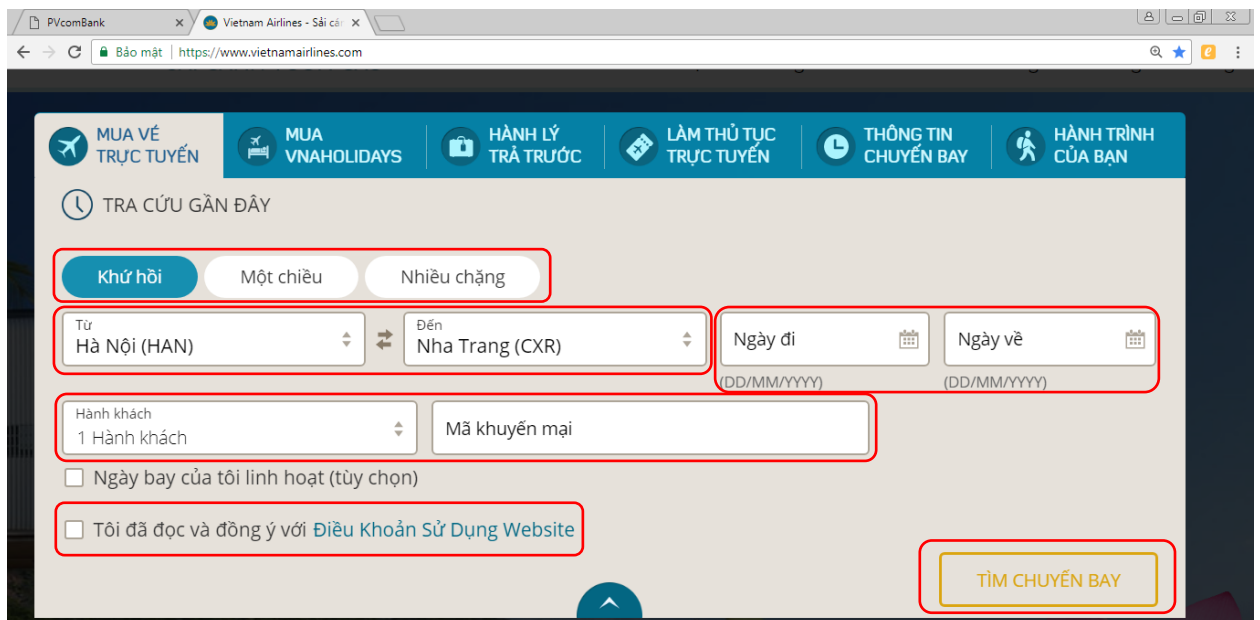 PVcomBank
Vietnam Airlines - Sải cán
Bảo mật | https://www.vietnamairlines.com
MUA VÉ
TRỰC TUYẾN
MUA
VNAHOLIDAYS
HÀNH LÝ
TRẢ TRƯỚC
LÀM THỦ TỤC
TRỰC TUYẾN
THÔNG TIN
CHUYẾN BAY
HÀNH TRÌNH
CỦA BẠN
TRA CỨU GẦN ĐÂY
Khứ hồi Một chiều Nhiều chặng
Từ
Hà Nội (HAN)
Đến
Nha Trang (CXR)
Ngày đi
(DD/MM/YYYY)
Ngày về
(DD/MM/YYYY)
Hành khách
1 Hành khách
Mã khuyến mại
Ngày bay của tôi linh hoạt (tùy chọn)
Tôi đã đọc và đồng ý với Điều Khoản Sử Dụng Website
TÌM CHUYẾN BAY